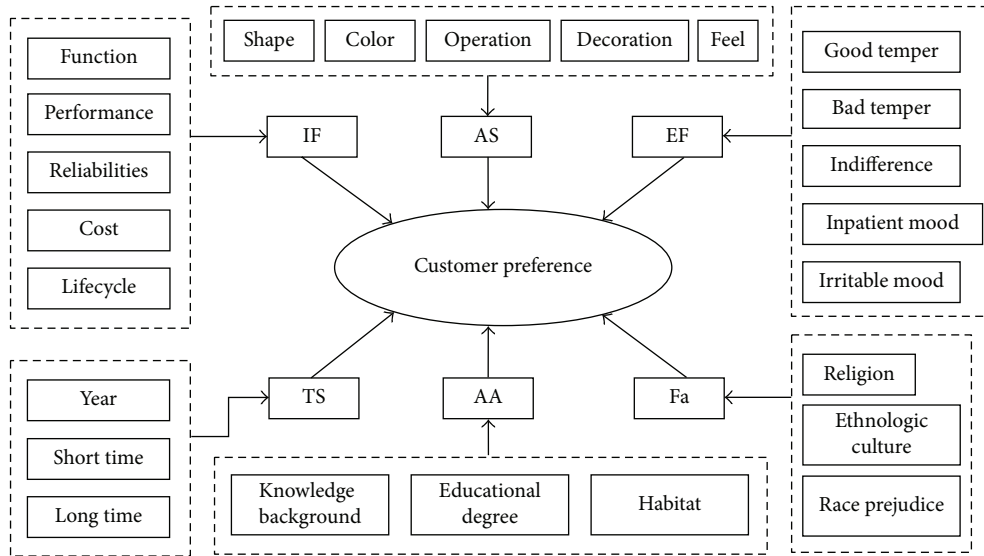 Function
Performance
Reliabilities
Cost
Lifecycle
Shape
Color
Operation
Decoration
Feel
Good temper
Bad temper
Indifference
Inpatient mood
Irritable mood
IF
AS
EF
Customer preference
TS
AA
Fa
Year
Short time
Long time
Knowledge
background
Educational
degree
Habitat
Religion
Ethnologic
culture
Race prejudice